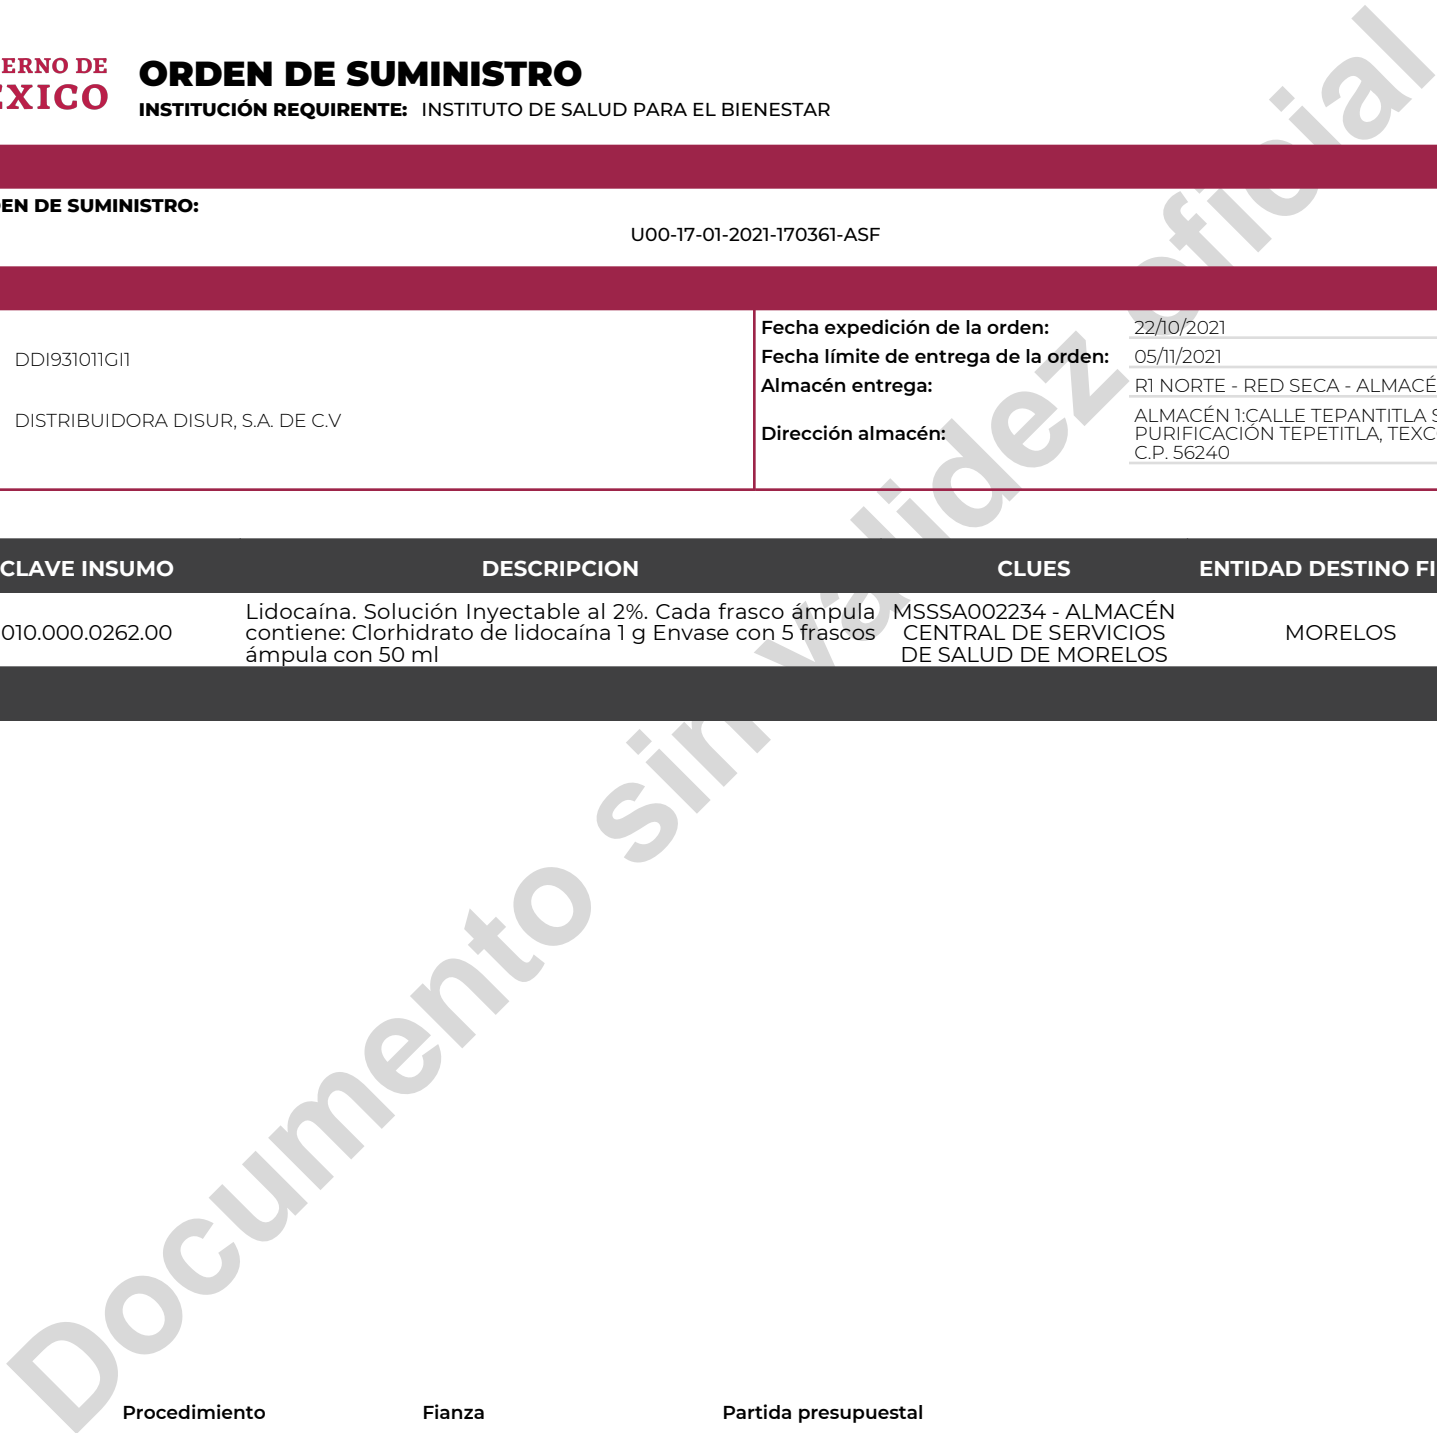 ERNO DE
EXICO
ORDEN DE SUMINISTRO
INSTITUCIÓN REQUIRENTE: INSTITUTO DE SALUD PARA EL BIENESTAR
EN DE SUMINISTRO:
U00-17-01-2021-170361-ASF
DDI931011GI1
DISTRIBUIDORA DISUR, S.A. DE C.V
Fecha expedición de la orden: 22/10/2021
Fecha límite de entrega de la orden: 05/11/2021
Almacén entrega: R1 NORTE - RED SECA - ALMACÉ
Dirección almacén:
ALMACÉN 1:CALLE TEPANTITLA S
PURIFICACIÓN TEPETITLA, TEXC
C.P. 56240
CLAVE INSUMO DESCRIPCION CLUES ENTIDAD DESTINO FI
010.000.0262.00
Lidocaína. Solución Inyectable al 2%. Cada frasco ámpula
contiene: Clorhidrato de lidocaína 1 g Envase con 5 frascos
ámpula con 50 ml
MSSSA002234 - ALMACÉN
CENTRAL DE SERVICIOS
DE SALUD DE MORELOS
MORELOS
Documento sin validez oficial
Procedimiento Fianza Partida presupuestal